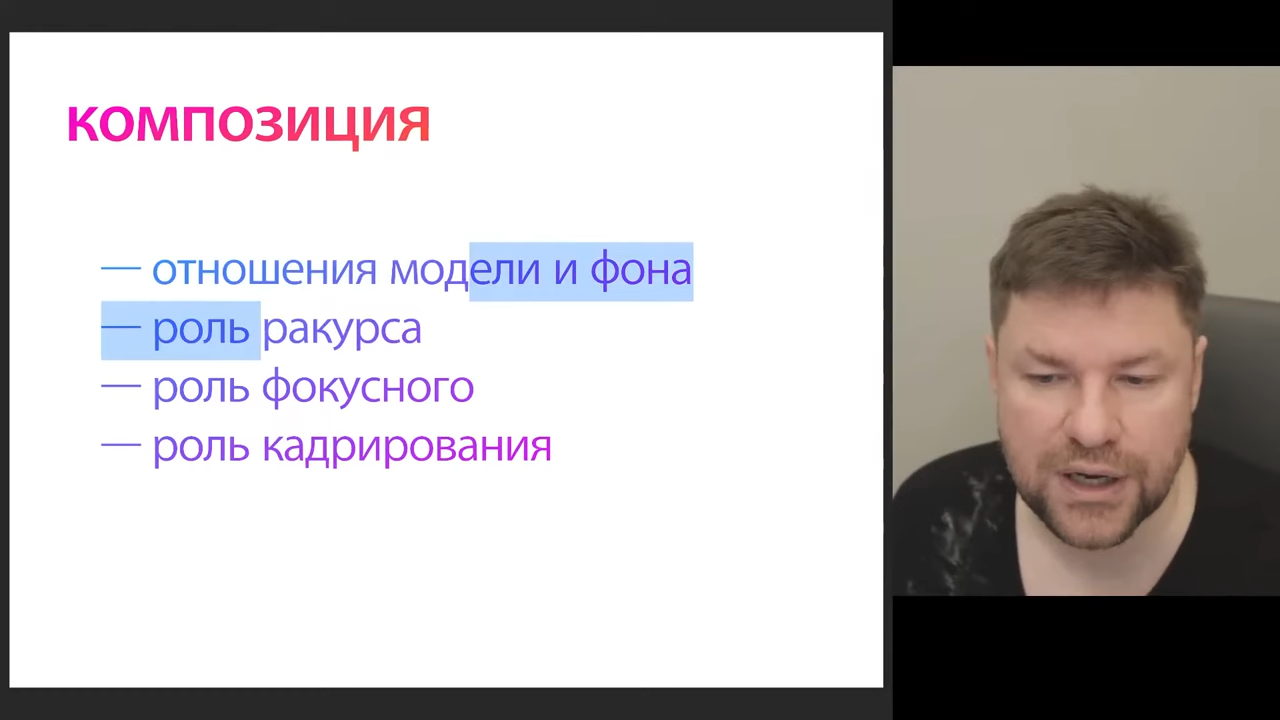 КОМПОЗИЦИЯ
— отношения модели и фона
— роль ракурса
— роль фокусного
— роль кадрирования